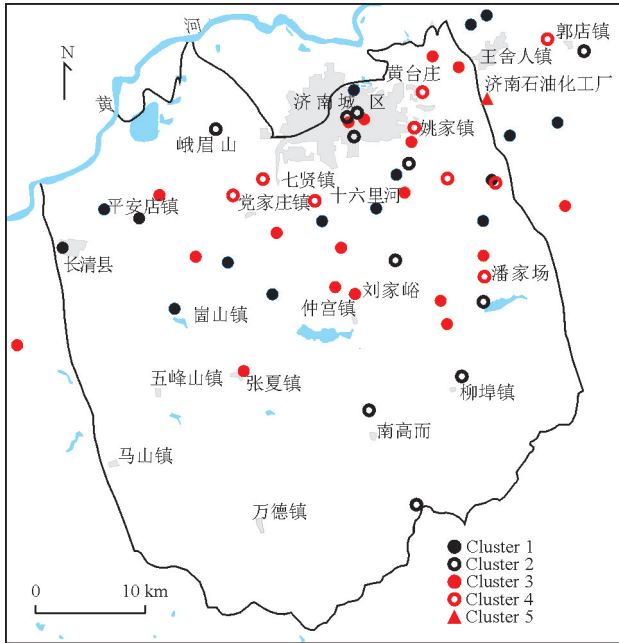 河
郭店镇
王舍人镇
N
黄台庄
济南石油化工厂
黄
济南城区
姚家镇
峨眉山
七贤镇
十六里河
党家庄镇
平安店镇
长清县
潘家场
刘家峪
崮山镇
仲宫镇
五峰山镇
张夏镇
柳埠镇
南高而
马山镇
万德镇
Cluster 1
Cluster 2
Cluster 3
Cluster 4
Cluster 5
0 10 km